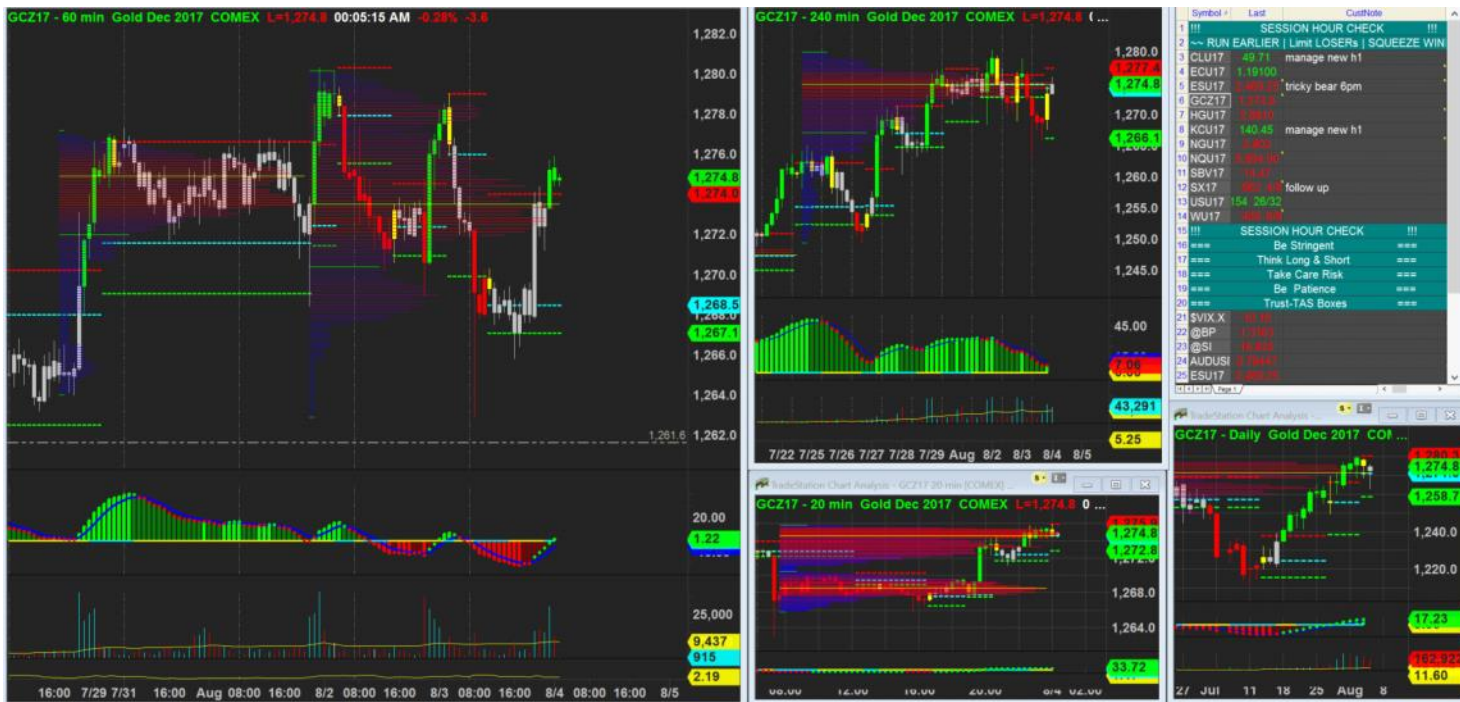 GCZ17 - 60 min Gold Dec 2017 COMEX L=1,274.8 00:05:15 AM -0.28% -3.6
1,282.0
1,280.0
1,278.0
1,276.0
1,274.8
1,274.0
1,272.0
1,270.0
1,268.5
1,268.0
1,267.1
1,266.0
1,264.0
1,261.6
1,262.0
20.00
1.22
25,000
9,437
915
2.19
16:00 7/29 7/31 16:00 Aug 08:00 16:00 8/2 08:00 16:00 8/3 08:00 16:00 8/4 08:00 16:00 8/5
GCZ17 - 240 min Gold Dec 2017 COMEX L=1,274.8 0 ...
1,280.0
1,277.4
1,274.8
1,266.1
1,260.0
1,255.0
1,250.0
1,245.0
45.00
7.06
43,291
5.25
7/22 7/25 7/26 7/27 7/28 7/29 Aug 8/2 8/3 8/4 8/5
TradeStation Chart Analysis - GCZ17 20 min [COMEX] ...
GCZ17 - 20 min Gold Dec 2017 COMEX L=1,274.8 0 ...
1,274.8
1,272.8
1,268.0
1,264.0
33.72
08:00 12:00 16:00 20:00 8/4 02:00
Symbol Last CustNote
1 !!! SESSION HOUR CHECK !!!
2 ~~ RUN EARLIER | Limit LOSERs | SQUEEZE WIN
3 CLU17 49.71 manage new h1
4 ECU17 1.19100
5 ESU17 tricky bear 6pm
6 GCZ17
7 HGU17
8 KCU17 140.45 manage new h1
9 NGU17
10 NQU17
11 SBV17
12 SX17 follow up
13 USU17 154 26/32
14 WU17
15 !!! SESSION HOUR CHECK !!!
16 === Be Stringent ===
17 === Think Long & Short ===
18 === Take Care Risk ===
19 === Be Patience ===
20 === Trust-TAS Boxes ===
21 $VIX.X
22 @BP
23 @SI
24 AUDUSI
25 ESU17
Page 1
TradeStation Chart Analysis - ...
GCZ17 - Daily Gold Dec 2017 COM ...
1,274.8
1,258.7
1,240.0
1,220.0
17.23
162,922
11.60
27 Jul 11 18 25 Aug 8